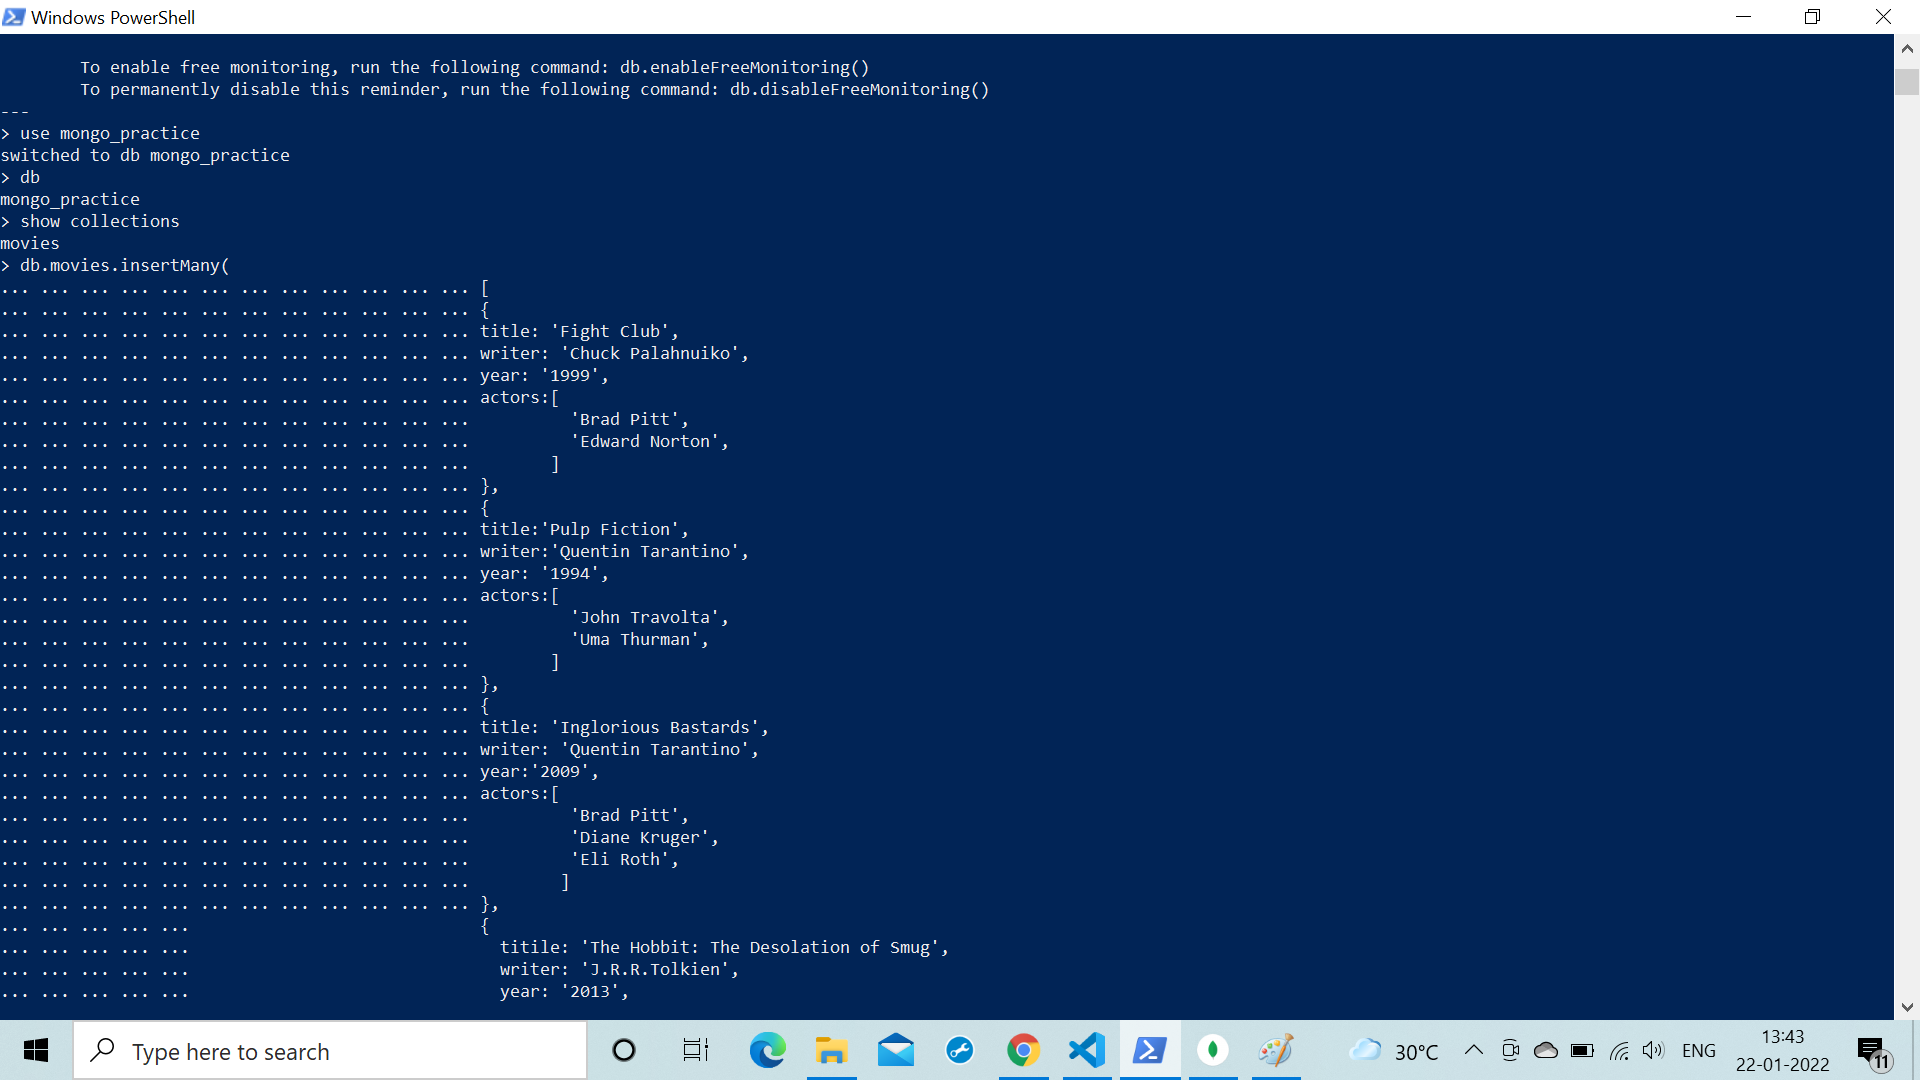 Windows PowerShell
To enable free monitoring, run the following command: db.enableFreeMonitoring()
To permanently disable this reminder, run the following command: db.disableFreeMonitoring()
---
> use mongo_practice
switched to db mongo_practice
> db
mongo_practice
> show collections
movies
> db.movies.insertMany(
... ... ... ... ... ... ... ... ... ... ... ... [
... ... ... ... ... ... ... ... ... ... ... ... {
... ... ... ... ... ... ... ... ... ... ... ... title: 'Fight Club',
... ... ... ... ... ... ... ... ... ... ... ... writer: 'Chuck Palahnuiko',
... ... ... ... ... ... ... ... ... ... ... ... year: '1999',
... ... ... ... ... ... ... ... ... ... ... ... actors:[
... ... ... ... ... ... ... ... ... ... ... ...          'Brad Pitt',
... ... ... ... ... ... ... ... ... ... ... ...          'Edward Norton',
... ... ... ... ... ... ... ... ... ... ... ...        ]
... ... ... ... ... ... ... ... ... ... ... ... },
... ... ... ... ... ... ... ... ... ... ... ... {
... ... ... ... ... ... ... ... ... ... ... ... title:'Pulp Fiction',
... ... ... ... ... ... ... ... ... ... ... ... writer:'Quentin Tarantino',
... ... ... ... ... ... ... ... ... ... ... ... year: '1994',
... ... ... ... ... ... ... ... ... ... ... ... actors:[
... ... ... ... ... ... ... ... ... ... ... ...          'John Travolta',
... ... ... ... ... ... ... ... ... ... ... ...          'Uma Thurman',
... ... ... ... ... ... ... ... ... ... ... ...        ]
... ... ... ... ... ... ... ... ... ... ... ... },
... ... ... ... ... ... ... ... ... ... ... ... {
... ... ... ... ... ... ... ... ... ... ... ... title: 'Inglorious Bastards',
... ... ... ... ... ... ... ... ... ... ... ... writer: 'Quentin Tarantino',
... ... ... ... ... ... ... ... ... ... ... ... year:'2009',
... ... ... ... ... ... ... ... ... ... ... ... actors:[
... ... ... ... ... ... ... ... ... ... ... ...          'Brad Pitt',
... ... ... ... ... ... ... ... ... ... ... ...          'Diane Kruger',
... ... ... ... ... ... ... ... ... ... ... ...          'Eli Roth',
... ... ... ... ... ... ... ... ... ... ... ...         ]
... ... ... ... ... ... ... ... ... ... ... ... },
... ... ... ... ...                             {
... ... ... ... ...                               titile: 'The Hobbit: The Desolation of Smug',
... ... ... ... ...                               writer: 'J.R.R.Tolkien',
... ... ... ... ...                               year: '2013',
Type here to search
30°C
ENG
13:43
22-01-2022
11